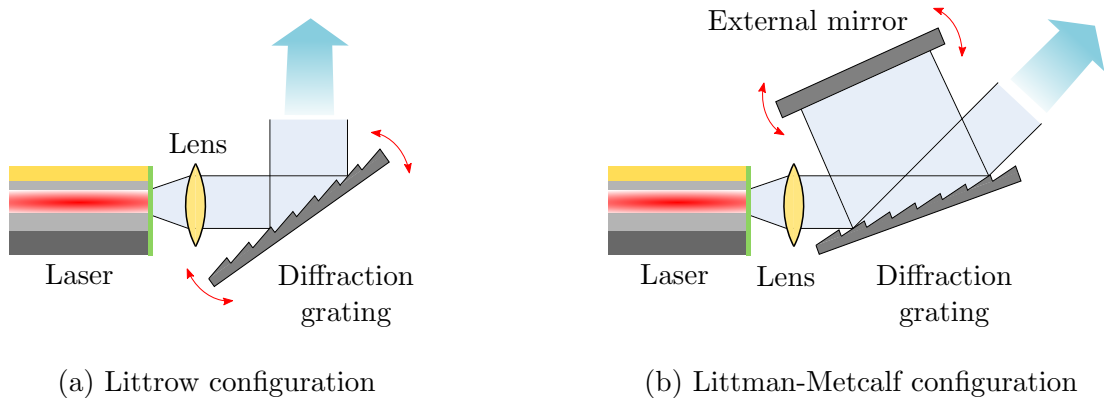 Lens
Laser
Diffraction
grating
(a) Littrow configuration
External mirror
Laser
Lens
Diffraction
grating
(b) Littman-Metcalf configuration